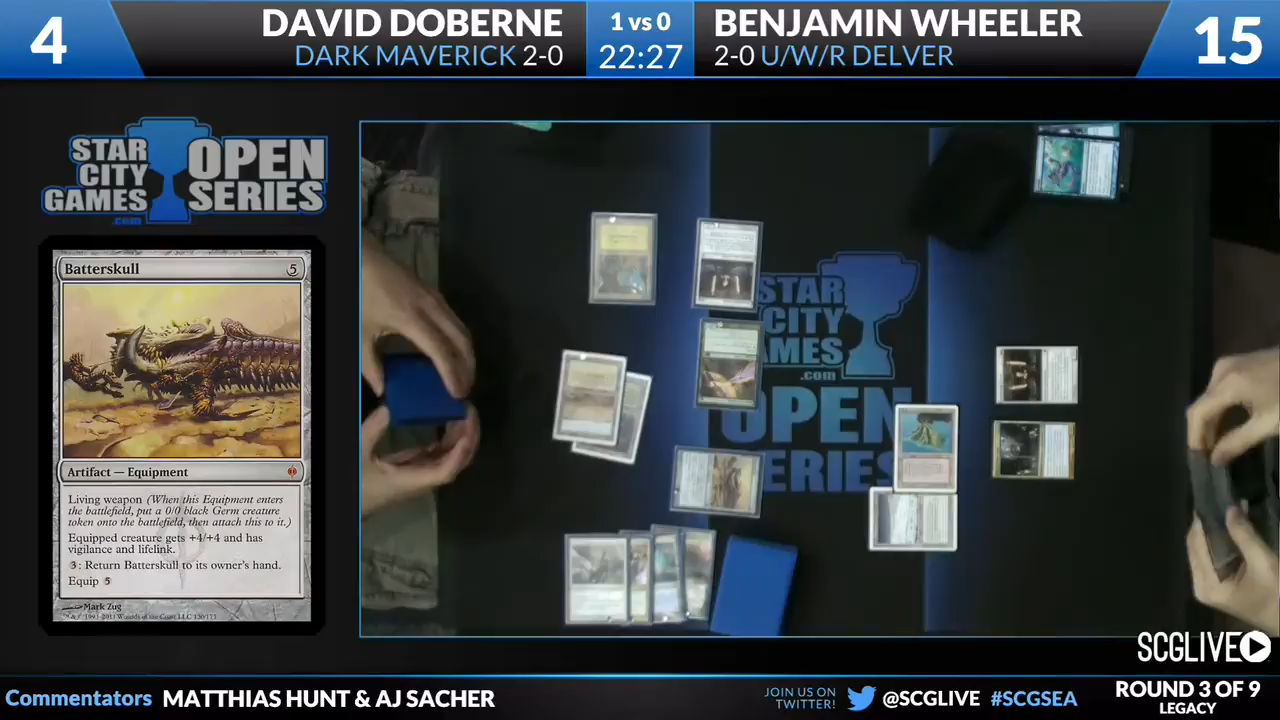 4
DAVID DOBERNE
DARK MAVERICK 2-0
1 vs 0
22:27
BENJAMIN WHEELER
2-0 U/W/R DELVER
15
STAR
CITY
GAMES
.com
OPEN
SERIES
Batterskull 5
Artifact — Equipment
Living weapon (When this Equipment enters
the battlefield, put a 0/0 black Germ creature
token onto the battlefield, then attach this to it.)
Equipped creature gets +4/+4 and has
vigilance and lifelink.
3: Return Batterskull to its owner's hand.
Equip 5
Mark Zug
STAR
CITY
AMES
.com
OPEN
ERIES
SCGLIVE
Commentators MATTHIAS HUNT & AJ SACHER
JOIN US ON
TWITTER!
@SCGLIVE #SCGSEA
ROUND 3 OF 9
LEGACY